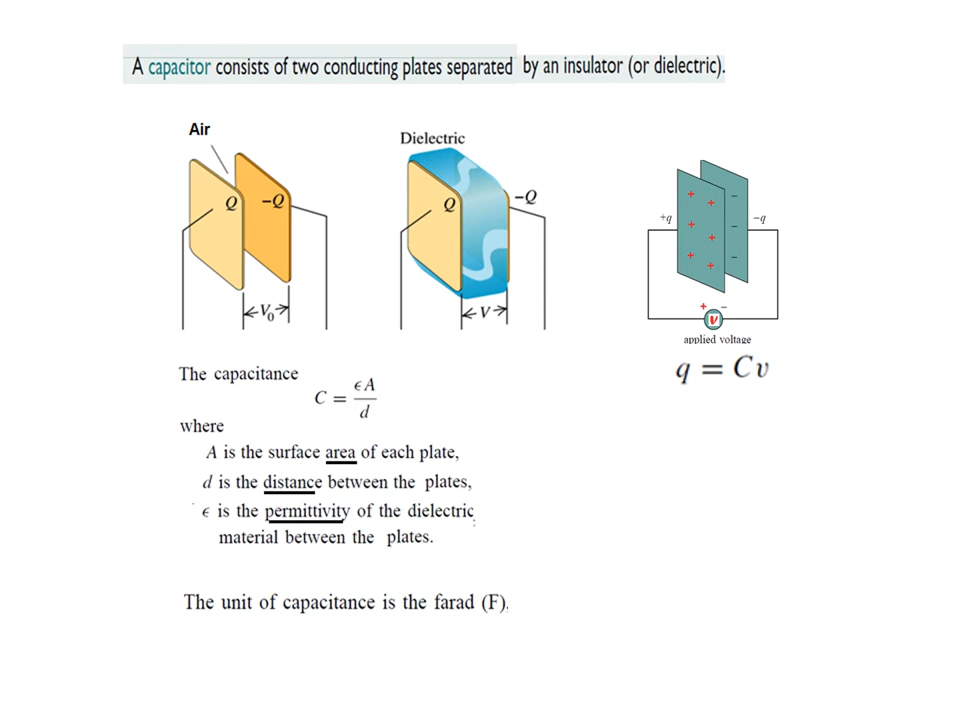 A capacitor consists of two conducting plates separated by an insulator (or dielectric).
Air
Q
-Q
V₀
Dielectric
Q
-Q
V
+q
-q
+ + + + + +
- - -
+ -
V
applied voltage
q = Cv
The capacitance
C = ϵA/d
where
A is the surface area of each plate,
d is the distance between the plates,
ϵ is the permittivity of the dielectric
material between the plates.
The unit of capacitance is the farad (F).